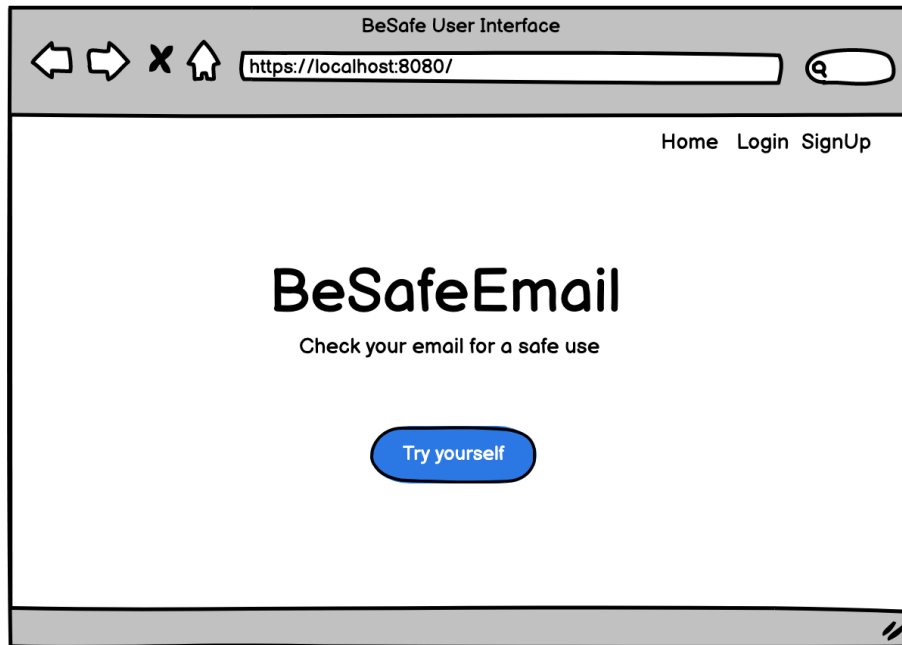 BeSafe User Interface
https://localhost:8080/
Home Login SignUp
BeSafeEmail
Check your email for a safe use
Try yourself